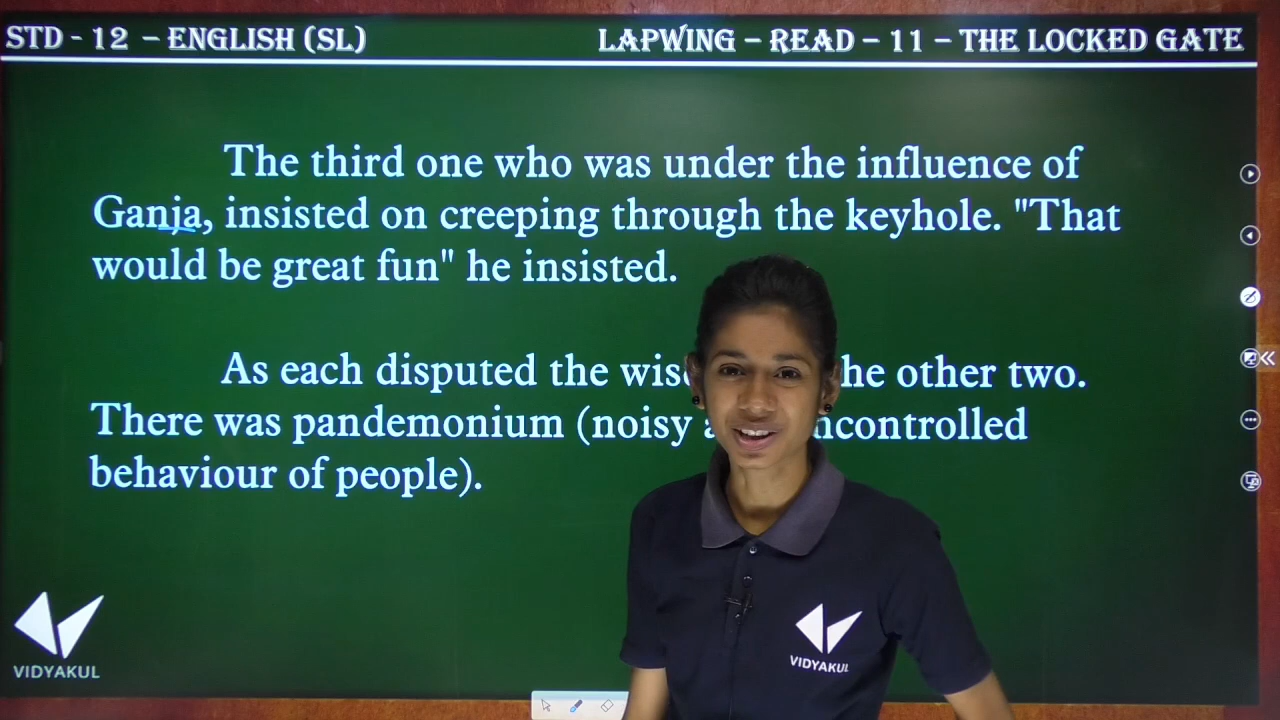 STD - 12 – ENGLISH (SL)
LAPWING – READ – 11 – THE LOCKED GATE
The third one who was under the influence of
Ganja, insisted on creeping through the keyhole. "That
would be great fun" he insisted.
As each disputed the he other two.
There was pandemonium (noisy ncontrolled
behaviour of people).
VIDYAKUL
VIDYAKUL